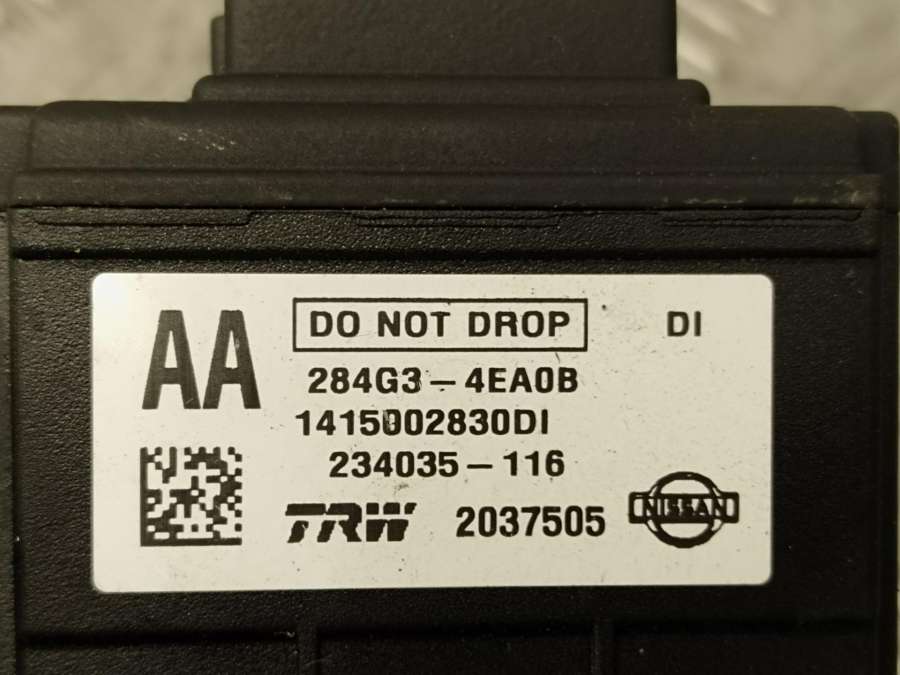 AA
DO NOT DROP
DI
284G3-4EA0B
1415002830DI
234035-116
TRW 2037505 NISSAN